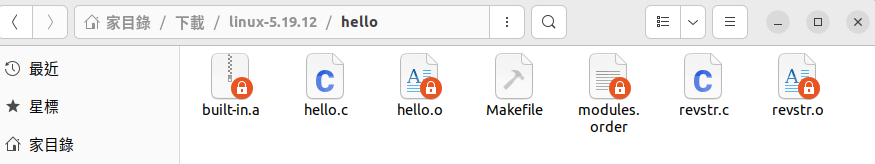 家目錄 / 下載 / linux-5.19.12 / hello
最近
星標
家目錄
built-in.a
hello.c
hello.o
Makefile
modules.
order
revstr.c
revstr.o